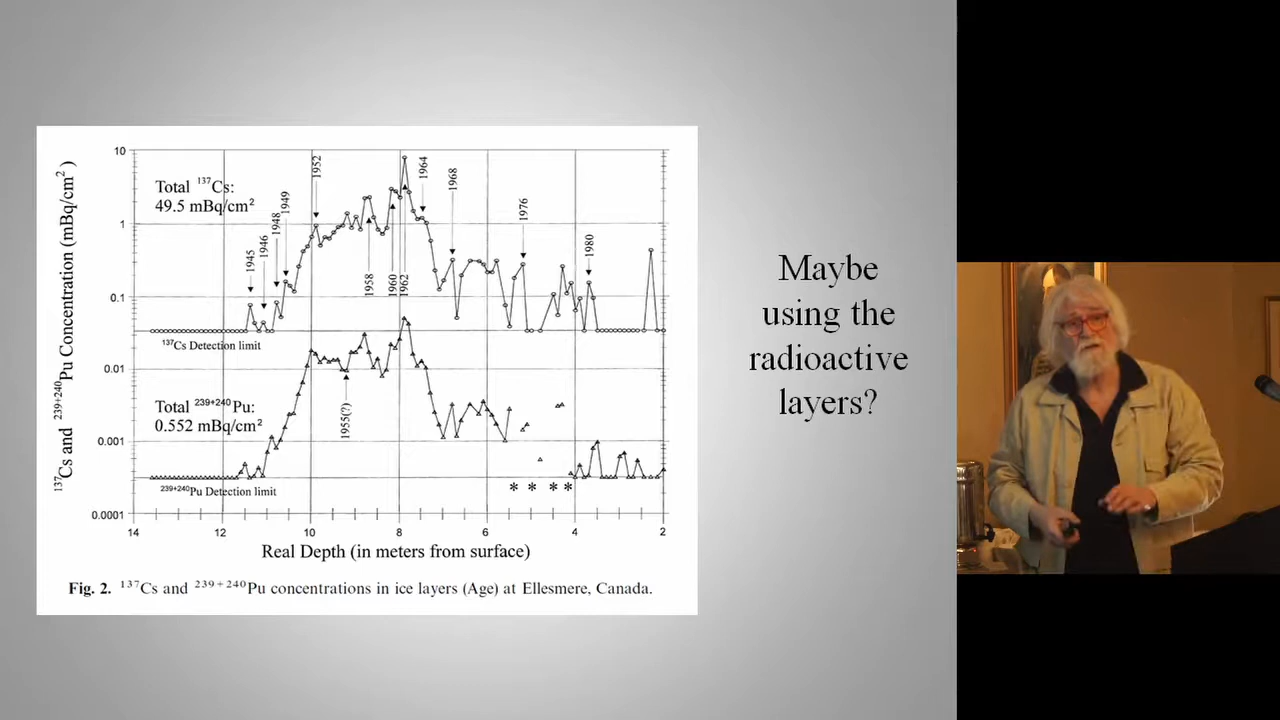 10
1
0.1
0.01
0.001
0.0001
¹³⁷Cs and ²³⁹⁺²⁴⁰Pu Concentration (mBq/cm²)
Total ¹³⁷Cs:
49.5 mBq/cm²
1945
1946
1948
1949
1952
1958
1960
1962
1964
1968
1976
1980
¹³⁷Cs Detection limit
Total ²³⁹⁺²⁴⁰Pu:
0.552 mBq/cm²
1955(?)
²³⁹⁺²⁴⁰Pu Detection limit
* * * *
14 12 10 8 6 4 2
Real Depth (in meters from surface)
Fig. 2. ¹³⁷Cs and ²³⁹⁺²⁴⁰Pu concentrations in ice layers (Age) at Ellesmere, Canada.
Maybe
using the
radioactive
layers?